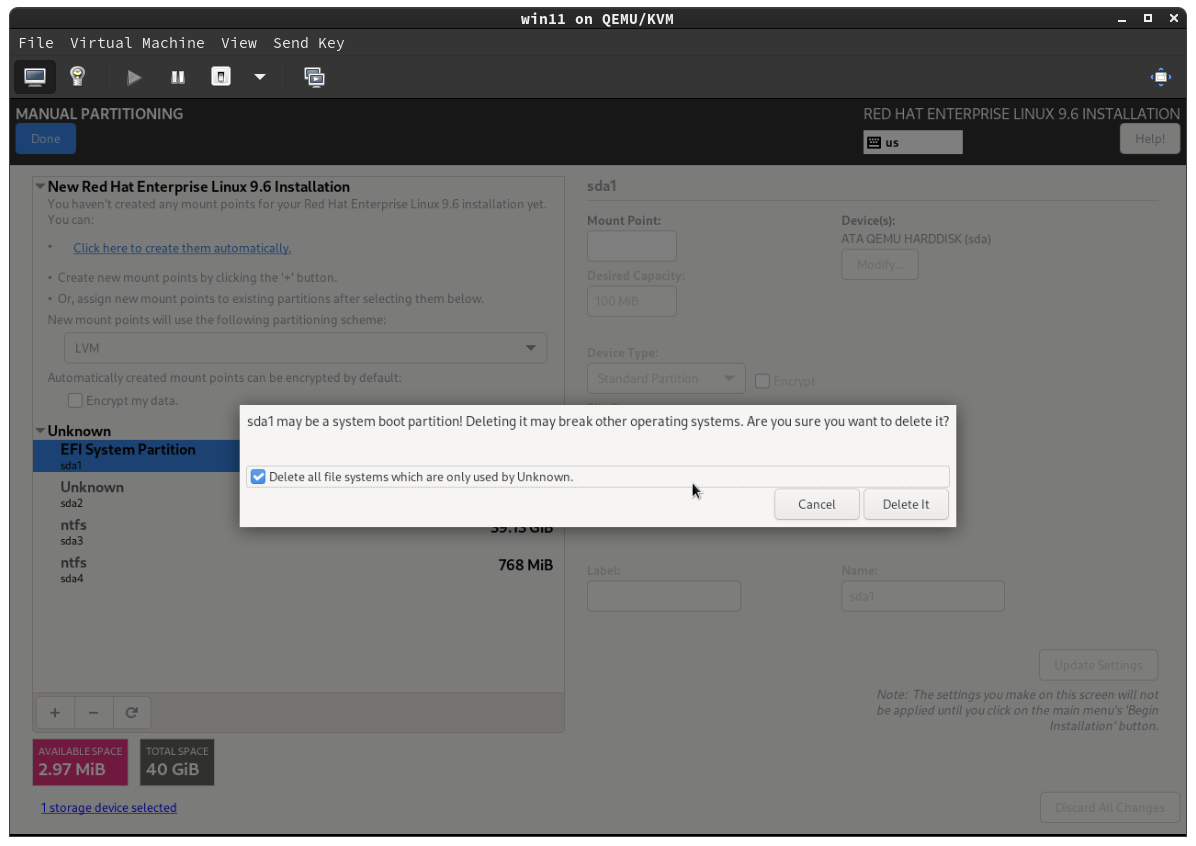 win11 on QEMU/KVM
File Virtual Machine View Send Key
MANUAL PARTITIONING
RED HAT ENTERPRISE LINUX 9.6 INSTALLATION
Done
us
Help!
New Red Hat Enterprise Linux 9.6 Installation
You haven't created any mount points for your Red Hat Enterprise Linux 9.6 installation yet.
You can:
• Click here to create them automatically.
• Create new mount points by clicking the '+' button.
• Or, assign new mount points to existing partitions after selecting them below.
New mount points will use the following partitioning scheme:
LVM
Automatically created mount points can be encrypted by default:
Encrypt my data.
Unknown
EFI System Partition
sda1
Unknown
sda2
ntfs
sda3
ntfs
768 MiB
sda4
+ −
AVAILABLE SPACE
2.97 MiB
TOTAL SPACE
40 GiB
1 storage device selected
sda1
Mount Point:
Device(s):
ATA QEMU HARDDISK (sda)
Modify...
Desired Capacity:
100 MiB
Device Type:
Standard Partition
Encrypt
sda1 may be a system boot partition! Deleting it may break other operating systems. Are you sure you want to delete it?
Delete all file systems which are only used by Unknown.
Cancel
Delete It
Label:
Name:
sda1
Update Settings
Note: The settings you make on this screen will not
be applied until you click on the main menu's 'Begin
Installation' button.
Discard All Changes